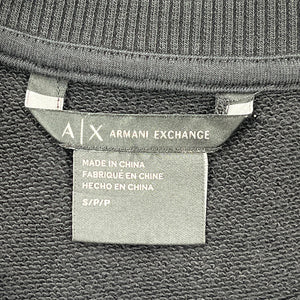 A|X ARMANI EXCHANGE
MADE IN CHINA
FABRIQUÉ EN CHINE
HECHO EN CHINA
S/P/P